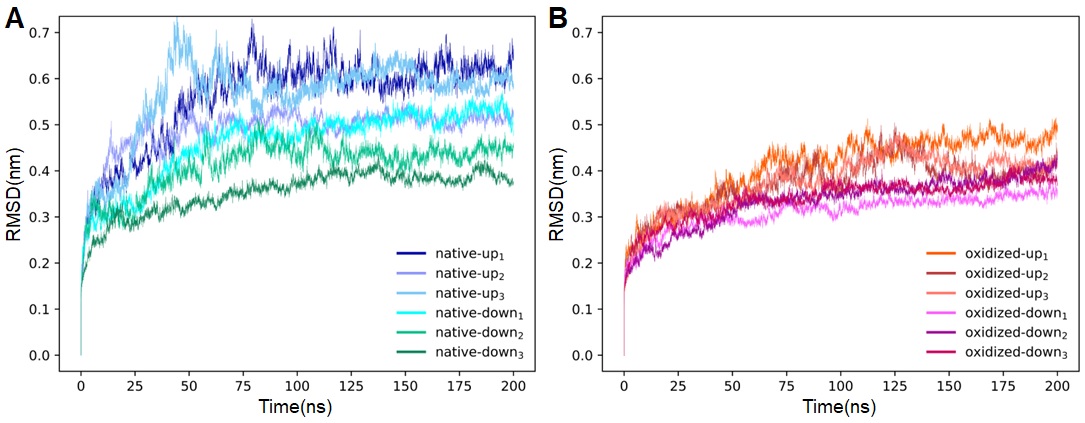 A
RMSD(nm)
0.7
0.6
0.5
0.4
0.3
0.2
0.1
0.0
native-up₁
native-up₂
native-up₃
native-down₁
native-down₂
native-down₃
0 25 50 75 100 125 150 175 200
Time(ns)
B
RMSD(nm)
0.7
0.6
0.5
0.4
0.3
0.2
0.1
0.0
oxidized-up₁
oxidized-up₂
oxidized-up₃
oxidized-down₁
oxidized-down₂
oxidized-down₃
0 25 50 75 100 125 150 175 200
Time(ns)